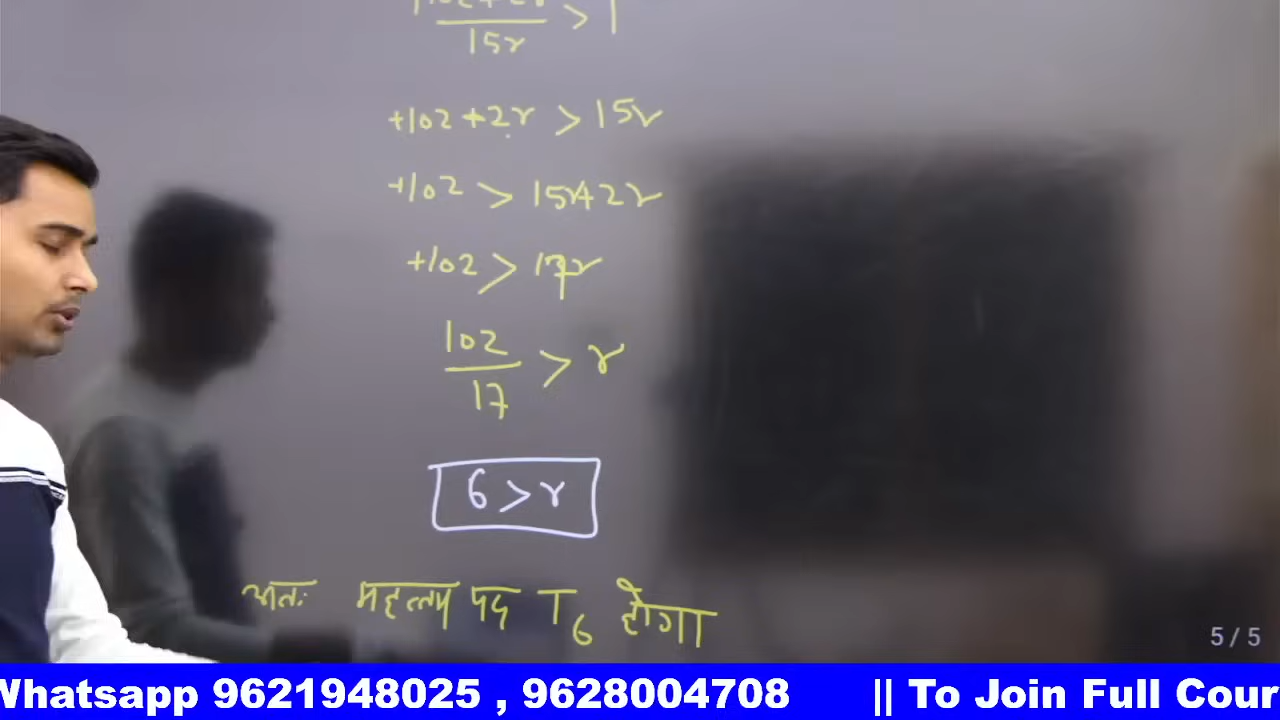 15r > 1
+102 +2r > 15r
+102 > 15r+2r
+102 > 17r
102/17 > r
6 > r
अतः महत्तम पद T6 होगा
5 / 5
Whatsapp 9621948025 , 9628004708 || To Join Full Cour